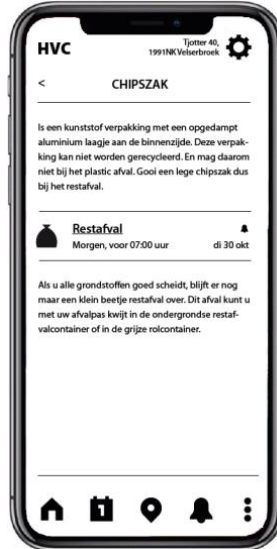 HVC
Tjotter 40,
1991NK Velserbroek
< CHIPSZAK
Is een kunststof verpakking met een opgedampt
aluminium laagje aan de binnenzijde. Deze verpak-
king kan niet worden gerecycleerd. En mag daarom
niet bij het plastic afval. Gooi een lege chipszak dus
bij het restafval.
Restafval
Morgen, voor 07:00 uur di 30 okt
Als u alle grondstoffen goed scheidt, blijft er nog
maar een klein beetje restafval over. Dit afval kunt u
met uw afvalpas kwijt in de ondergrondse restaf-
valcontainer of in de grijze rolcontainer.
1